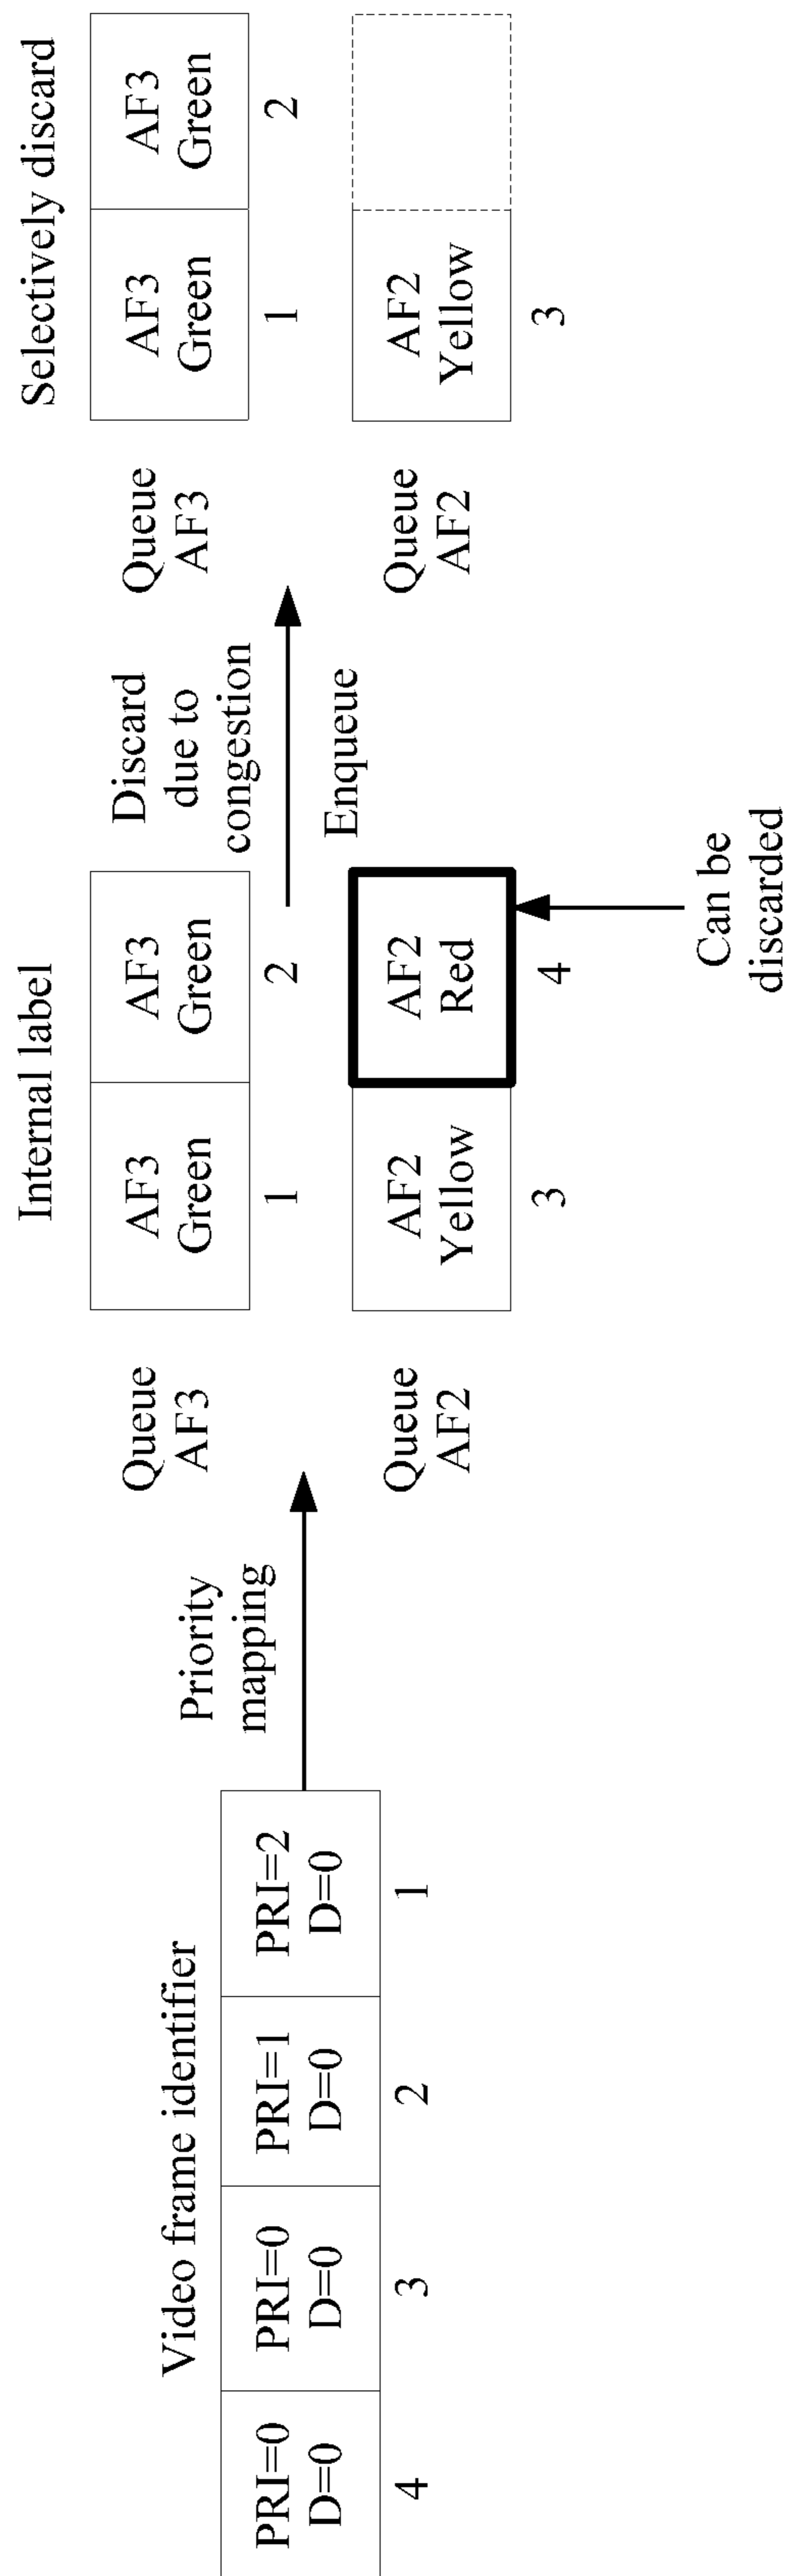 Video frame identifier
PRI=0
D=0
4
PRI=0
D=0
3
PRI=1
D=0
2
PRI=2
D=0
1
Priority
mapping
Internal label
Queue
AF3
AF3
Green
1
AF3
Green
2
Queue
AF2
AF2
Yellow
3
AF2
Red
4
Can be
discarded
Discard
due to
congestion
Enqueue
Selectively discard
Queue
AF3
AF3
Green
1
AF3
Green
2
Queue
AF2
AF2
Yellow
3